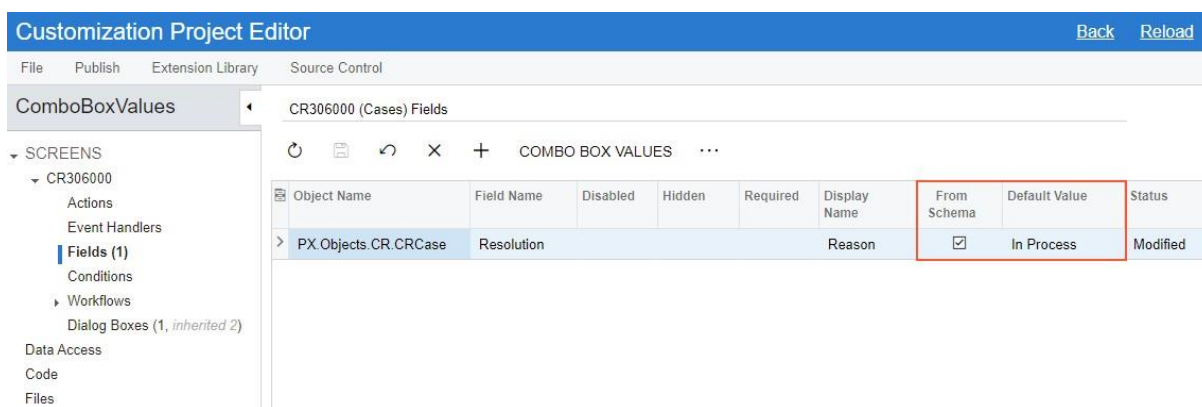 Customization Project Editor Back Reload
File Publish Extension Library Source Control
ComboBoxValues
CR306000 (Cases) Fields
SCREENS
CR306000
Actions
Event Handlers
Fields (1)
Conditions
Workflows
Dialog Boxes (1, inherited 2)
Data Access
Code
Files
COMBO BOX VALUES ...
Object Name Field Name Disabled Hidden Required Display Name From Schema Default Value Status
PX.Objects.CR.CRCase Resolution Reason In Process Modified